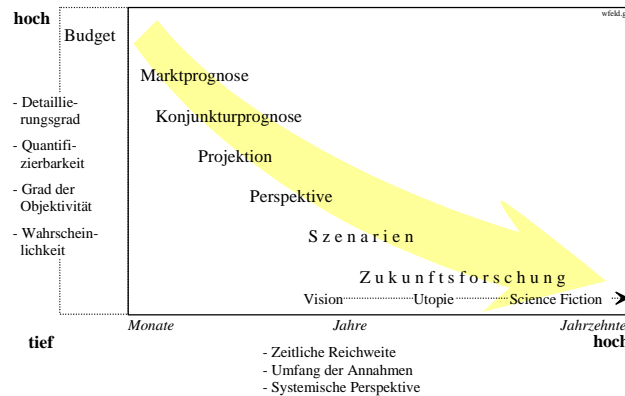 hoch
wfeld.g
Budget
Marktprognose
- Detaillie-
rungsgrad
Konjunkturprognose
- Quantifi-
zierbarkeit
Projektion
- Grad der
Objektivität
Perspektive
- Wahrschein-
lichkeit
Szenarien
Zukunftsforschung
Vision Utopie Science Fiction
Monate Jahre Jahrzehnte
tief hoch
- Zeitliche Reichweite
- Umfang der Annahmen
- Systemische Perspektive